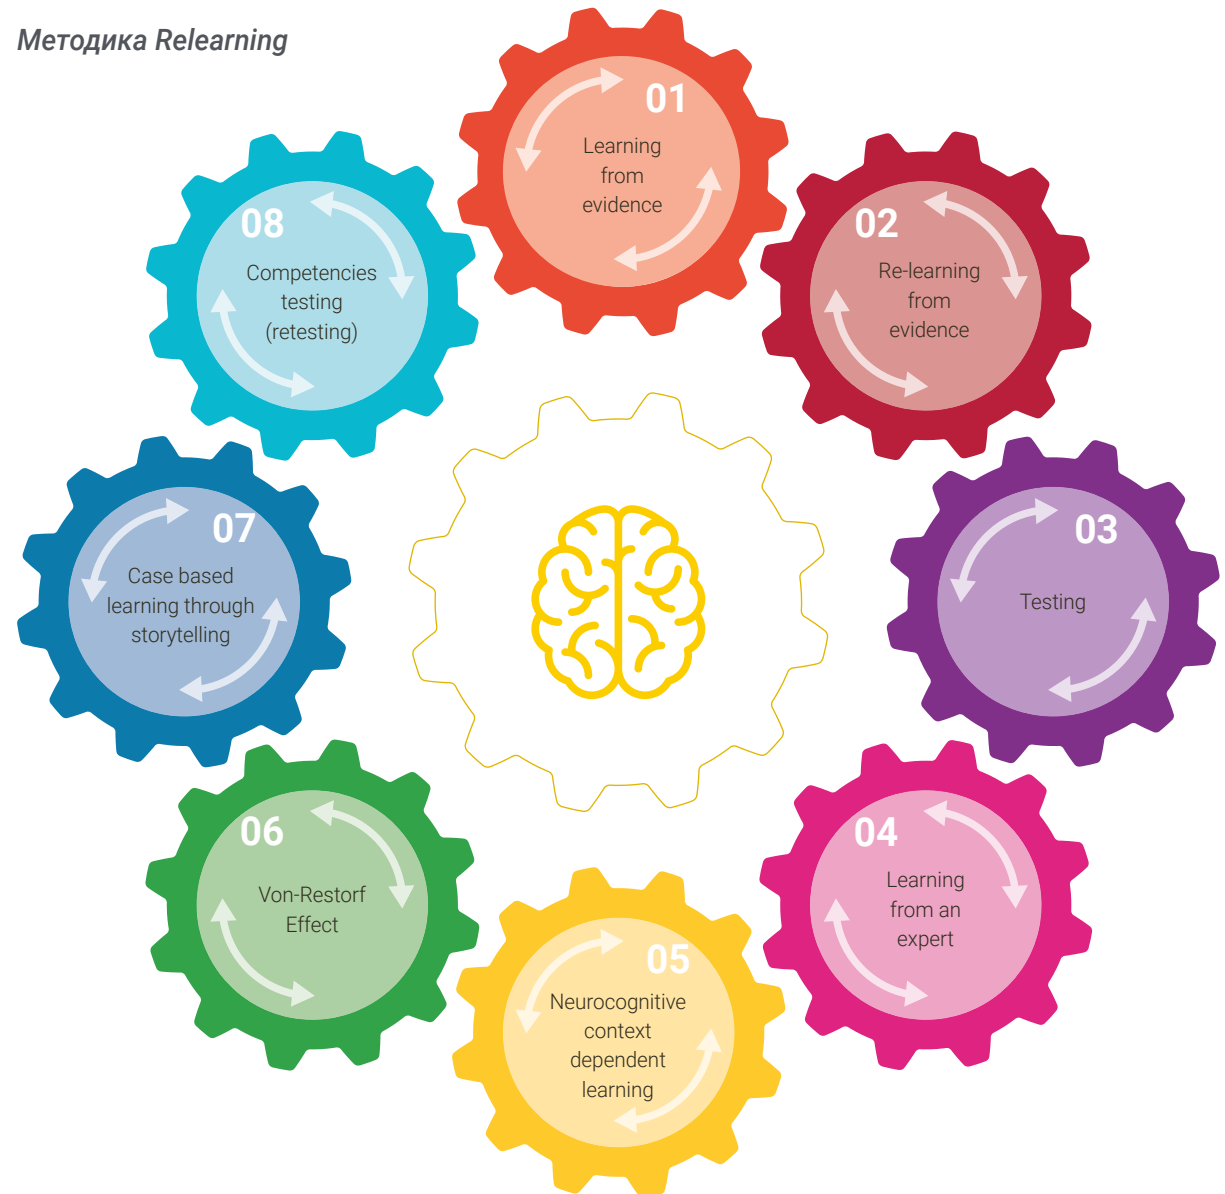 Методика Relearning
01
Learning
from
evidence
02
Re-learning
from
evidence
03
Testing
04
Learning
from an
expert
05
Neurocognitive
context
dependent
learning
06
Von-Restorf
Effect
07
Case based
learning through
storytelling
08
Competencies
testing
(retesting)